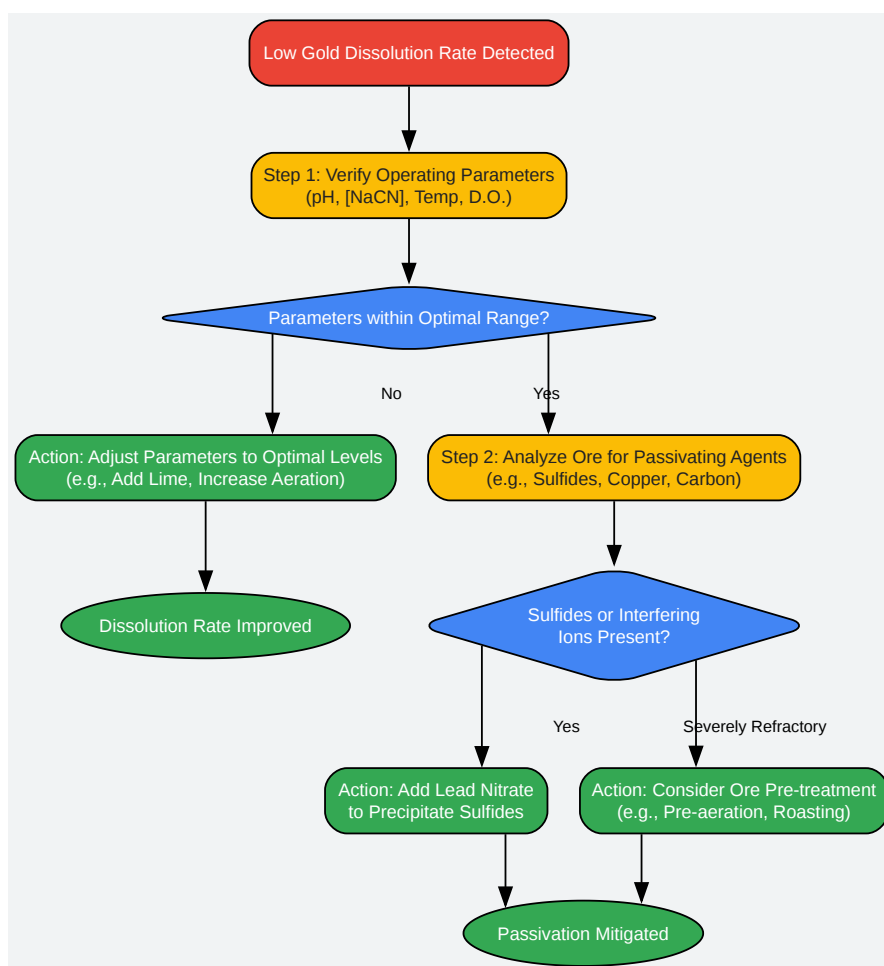 Low Gold Dissolution Rate Detected
Step 1: Verify Operating Parameters
(pH, [NaCN], Temp, D.O.)
Parameters within Optimal Range?
No
Yes
Action: Adjust Parameters to Optimal Levels
(e.g., Add Lime, Increase Aeration)
Step 2: Analyze Ore for Passivating Agents
(e.g., Sulfides, Copper, Carbon)
Dissolution Rate Improved
Sulfides or Interfering
Ions Present?
Yes
Severely Refractory
Action: Add Lead Nitrate
to Precipitate Sulfides
Action: Consider Ore Pre-treatment
(e.g., Pre-aeration, Roasting)
Passivation Mitigated